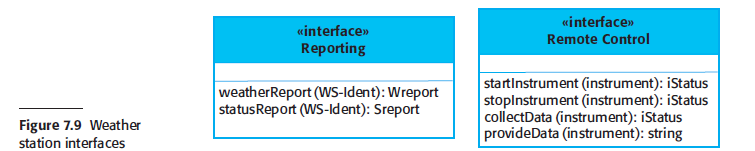 «interface»
Reporting
weatherReport (WS-Ident): Wreport
statusReport (WS-Ident): Sreport
«interface»
Remote Control
startInstrument (instrument): iStatus
stopInstrument (instrument): iStatus
collectData (instrument): iStatus
provideData (instrument): string
Figure 7.9 Weather
station interfaces